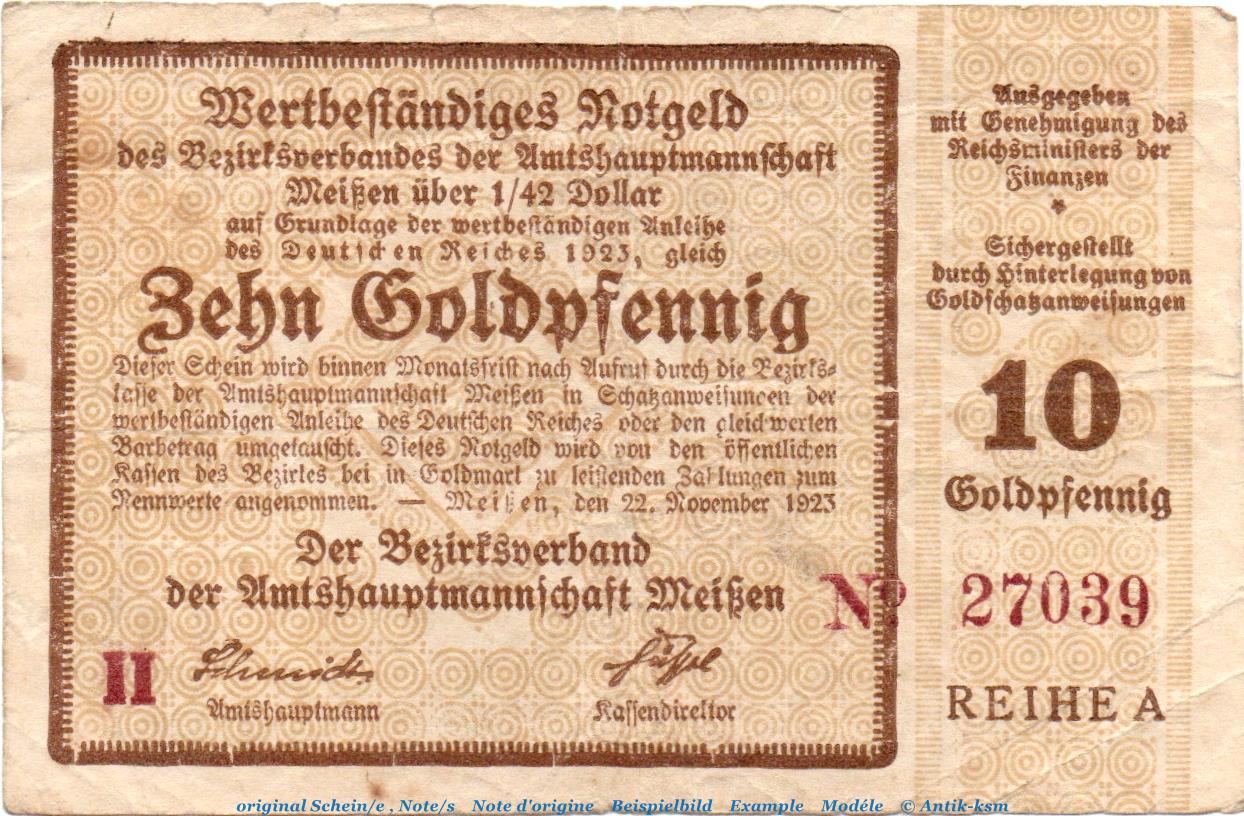 Wertbeständiges Notgeld
des Bezirksverbandes der Amtshauptmannschaft
Meißen über 1/42 Dollar
auf Grundlage der wertbeständigen Anleihe
des Deutschen Reiches 1923, gleich
Zehn Goldpfennig
Dieser Schein wird binnen Monatsfrist nach Aufruf durch die Bezirks-
kasse der Amtshauptmannschaft Meißen in Schatzanweisungen der
wertbeständigen Anleihe des Deutschen Reiches oder den gleichwerten
Barbetrag umgetauscht. Dieses Notgeld wird von den öffentlichen
Kassen des Bezirkes bei in Goldmark zu leistenden Zahlungen zum
Nennwerte angenommen. — Meißen, den 22. November 1923
Der Bezirksverband
der Amtshauptmannschaft Meißen
II
Schmidt
Amtshauptmann
Kassendirektor
Ausgegeben
mit Genehmigung des
Reichsministers der
Finanzen
Sichergestellt
durch Hinterlegung von
Goldschatzanweisungen
10
Goldpfennig
No 27039
REIHE A
original Schein/e , Note/s Note d'origine Beispielbild Example Modéle © Antik-ksm